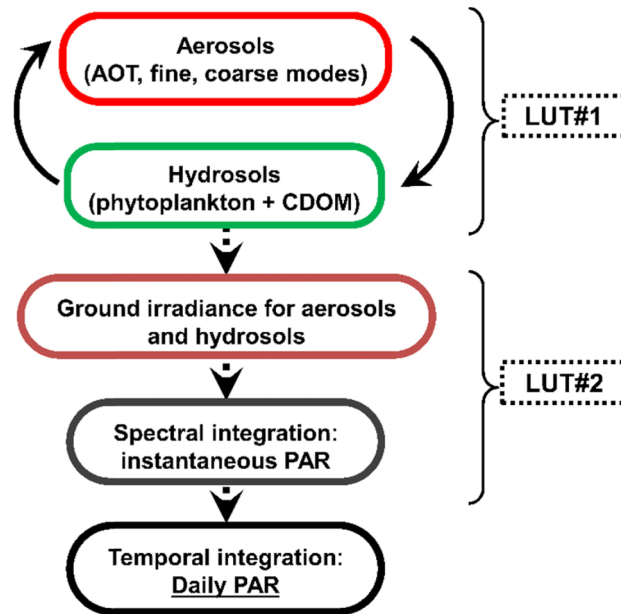 Aerosols
(AOT, fine, coarse modes)
LUT#1
Hydrosols
(phytoplankton + CDOM)
Ground irradiance for aerosols
and hydrosols
LUT#2
Spectral integration:
instantaneous PAR
Temporal integration:
Daily PAR